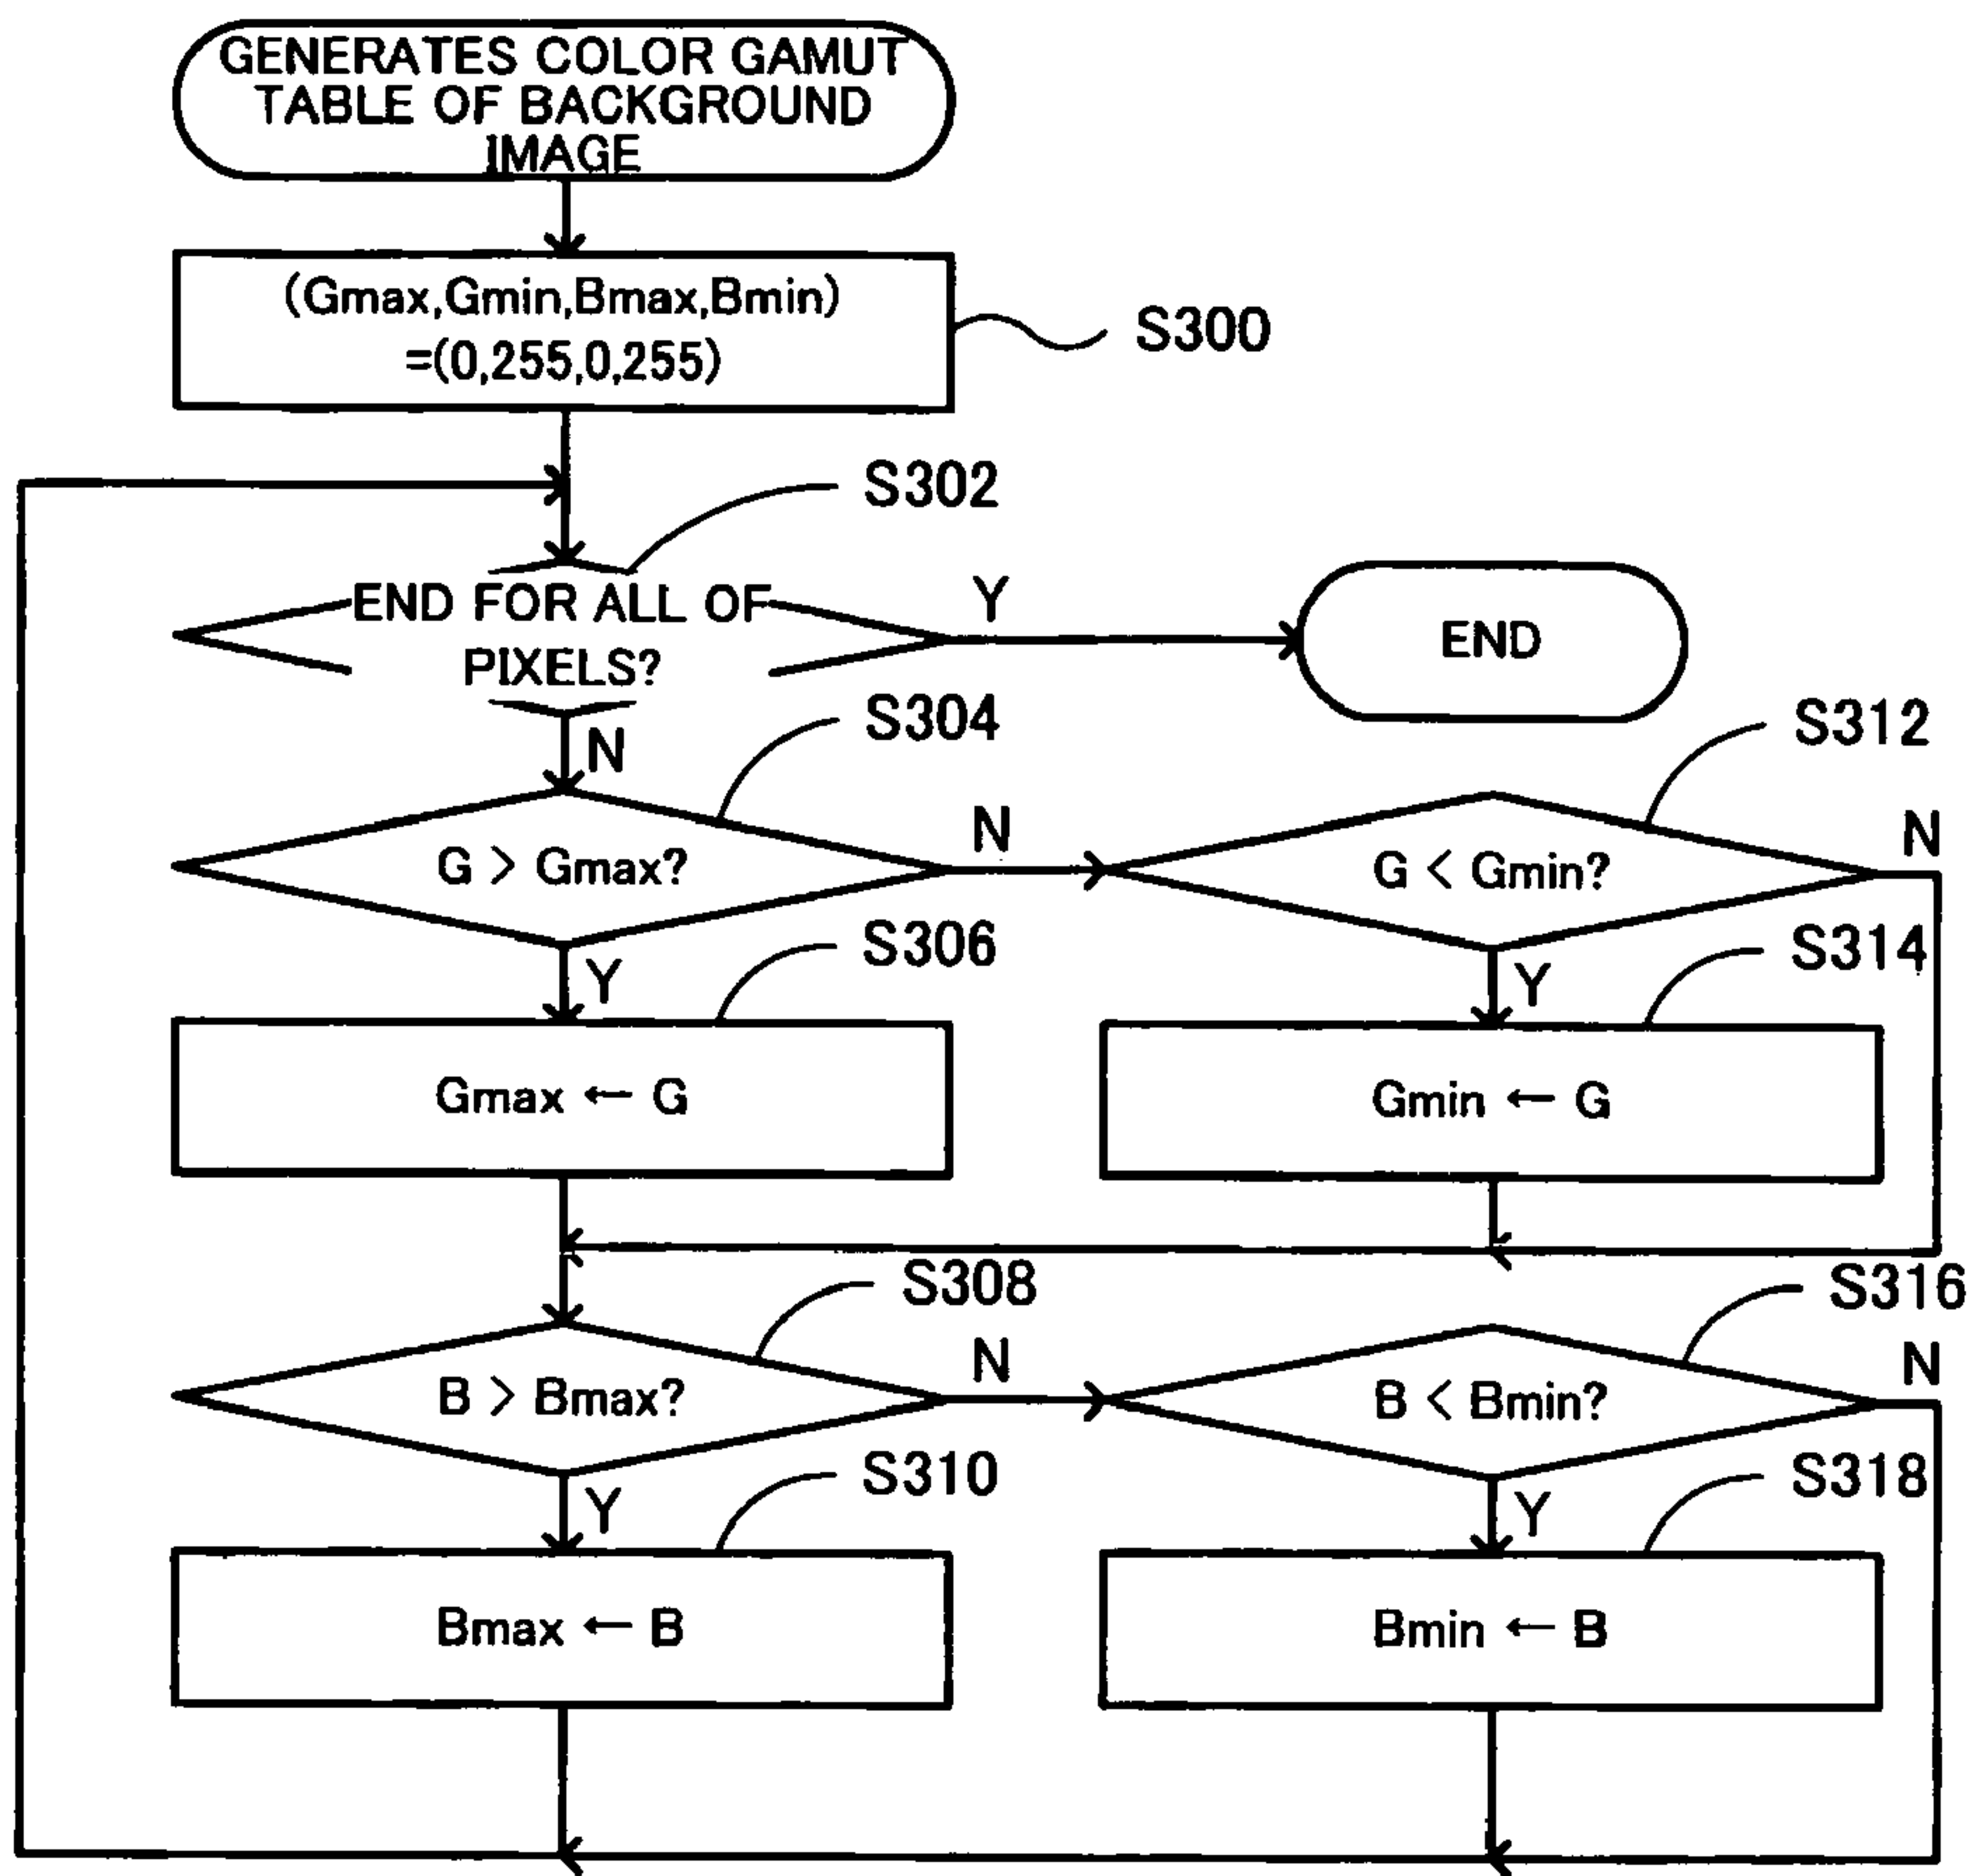 GENERATES COLOR GAMUT
TABLE OF BACKGROUND
IMAGE
(Gmax,Gmin,Bmax,Bmin)
=(0,255,0,255)
S300
S302
END FOR ALL OF
PIXELS?
Y
END
N
S304
S312
G > Gmax?
N
G < Gmin?
N
Y
S306
Y
S314
Gmax ← G
Gmin ← G
S308
S316
B > Bmax?
N
B < Bmin?
N
Y
S310
Y
S318
Bmax ← B
Bmin ← B